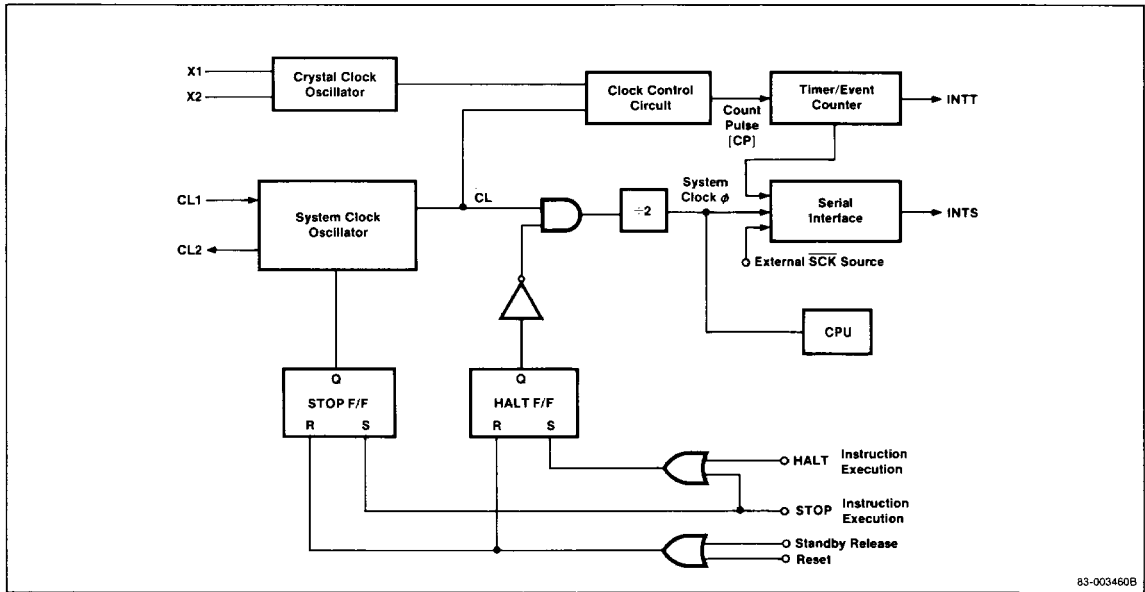 X1
X2
Crystal Clock
Oscillator
Clock Control
Circuit
Count
Pulse
[CP]
Timer/Event
Counter
INTT
CL1
CL2
System Clock
Oscillator
CL
÷2
System
Clock ϕ
Serial
Interface
INTS
External S̅C̅K̅ Source
CPU
Q
STOP F/F
R S
Q
HALT F/F
R S
HALT Instruction
Execution
STOP Instruction
Execution
Standby Release
Reset
83-003460B